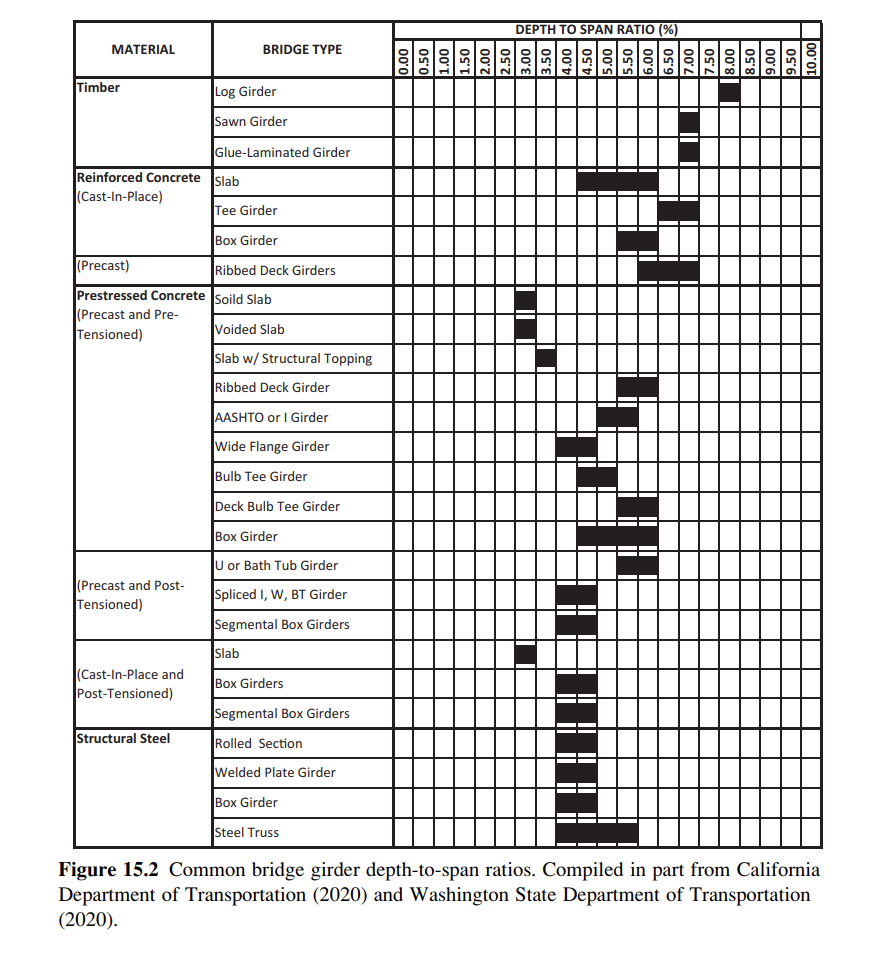 DEPTH TO SPAN RATIO (%)
MATERIAL BRIDGE TYPE
0.00 0.50 1.00 1.50 2.00 2.50 3.00 3.50 4.00 4.50 5.00 5.50 6.00 6.50 7.00 7.50 8.00 8.50 9.00 9.50 10.00
Timber
Log Girder
Sawn Girder
Glue-Laminated Girder
Reinforced Concrete
(Cast-In-Place)
Slab
Tee Girder
Box Girder
(Precast)
Ribbed Deck Girders
Prestressed Concrete
(Precast and Pre-
Tensioned)
Soild Slab
Voided Slab
Slab w/ Structural Topping
Ribbed Deck Girder
AASHTO or I Girder
Wide Flange Girder
Bulb Tee Girder
Deck Bulb Tee Girder
Box Girder
(Precast and Post-
Tensioned)
U or Bath Tub Girder
Spliced I, W, BT Girder
Segmental Box Girders
(Cast-In-Place and
Post-Tensioned)
Slab
Box Girders
Segmental Box Girders
Structural Steel
Rolled Section
Welded Plate Girder
Box Girder
Steel Truss
Figure 15.2 Common bridge girder depth-to-span ratios. Compiled in part from California
Department of Transportation (2020) and Washington State Department of Transportation
(2020).